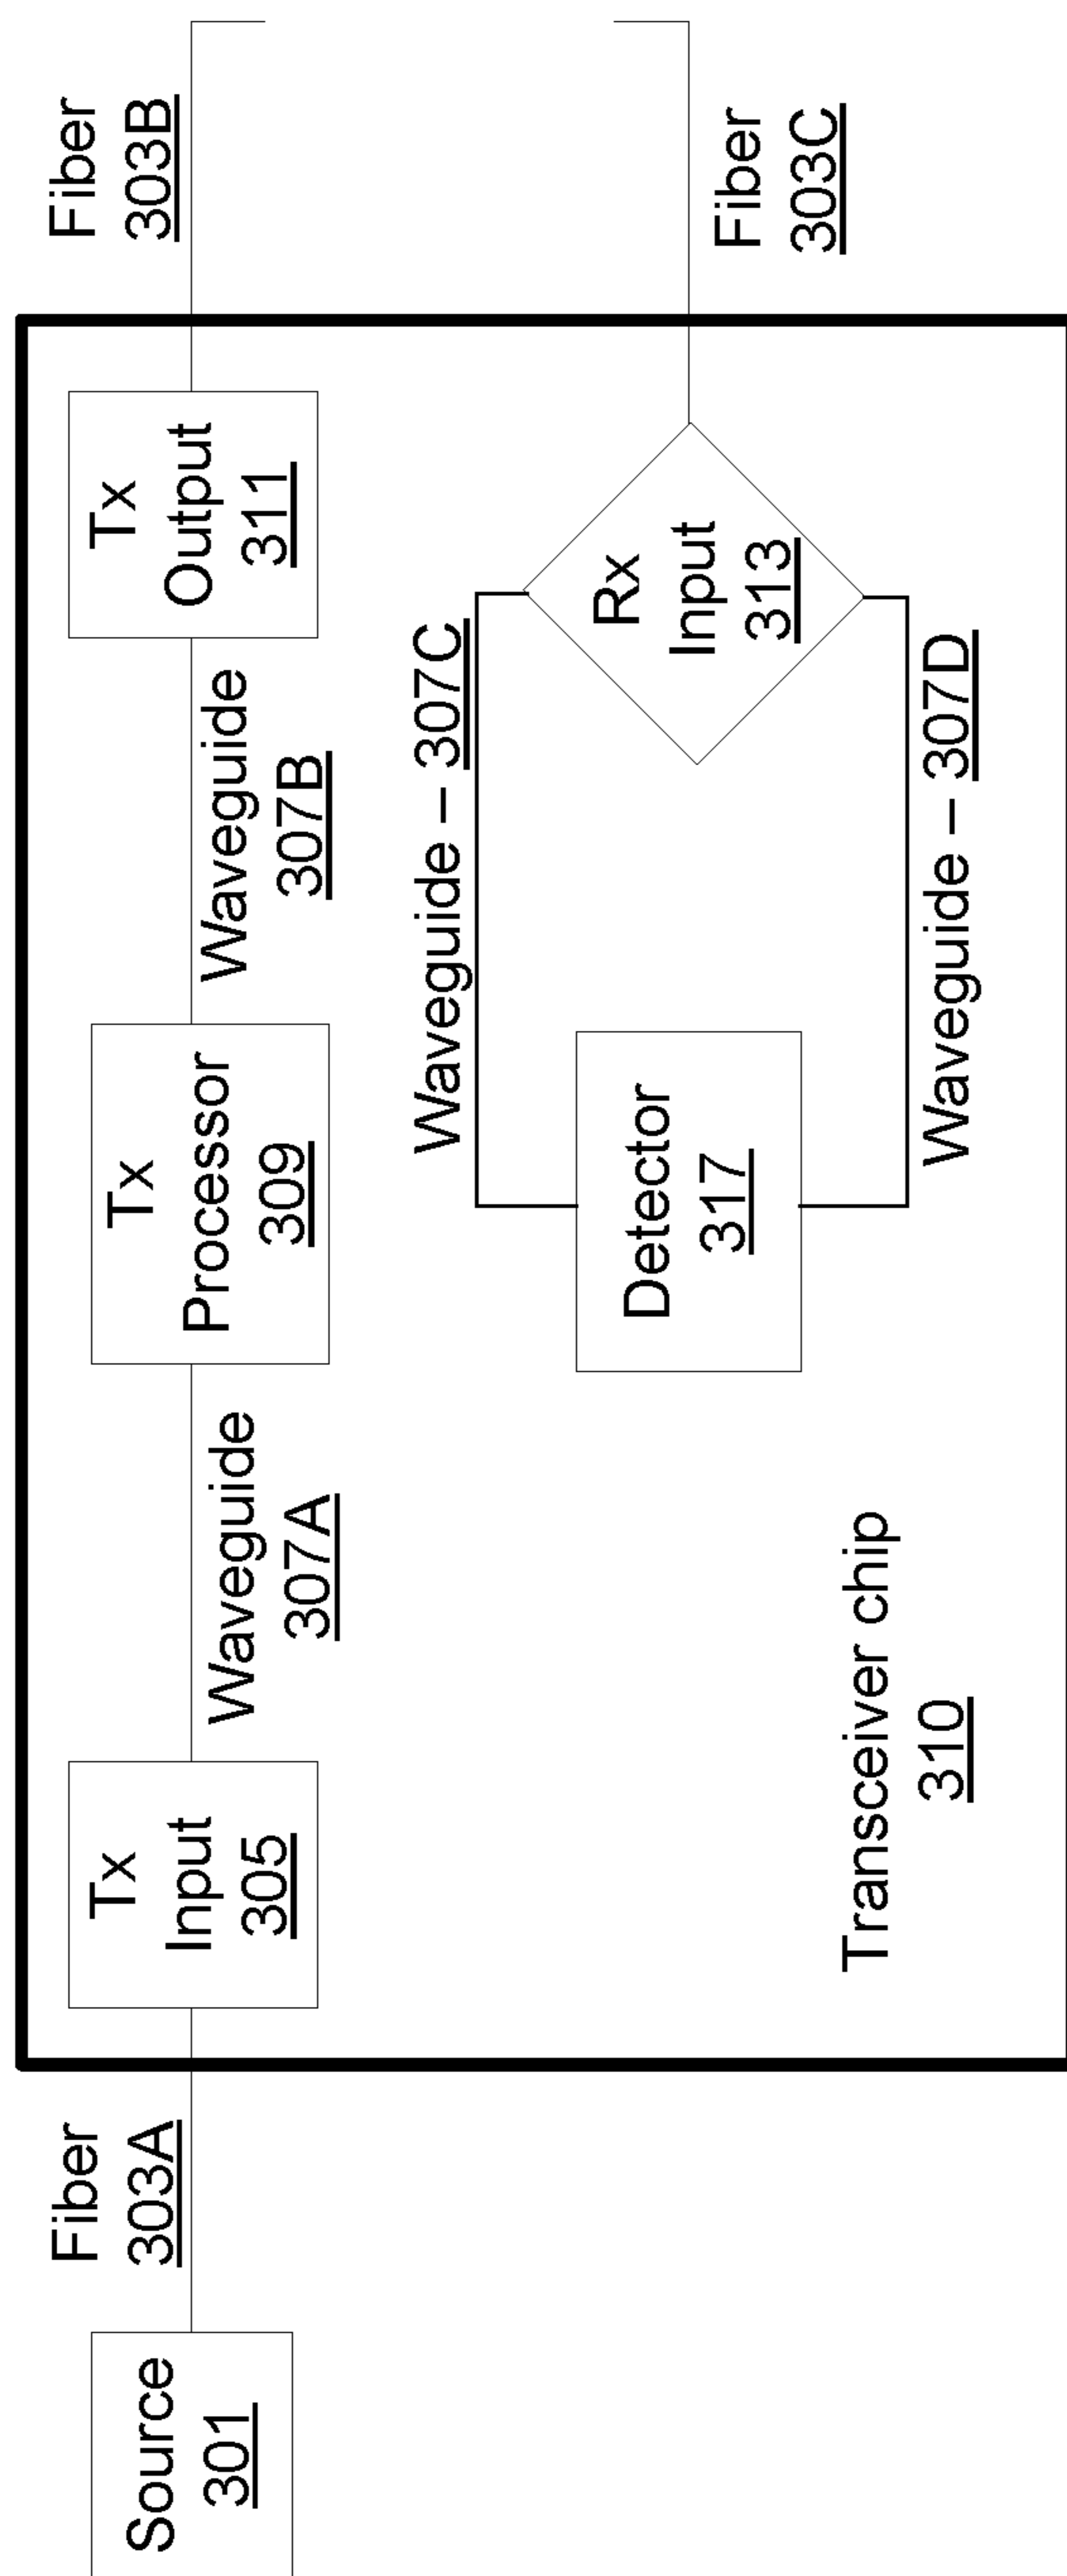 Source
301
Fiber
303A
Tx
Input
305
Waveguide
307A
Tx
Processor
309
Waveguide
307B
Tx
Output
311
Fiber
303B
Waveguide – 307C
Detector
317
Rx
Input
313
Fiber
303C
Waveguide – 307D
Transceiver chip
310